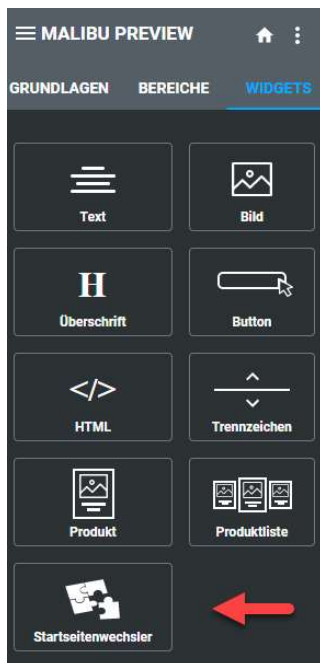 MALIBU PREVIEW
GRUNDLAGEN BEREICHE WIDGETS
Text Bild
H
Überschrift Button
</>
HTML Trennzeichen
Produkt Produktliste
Startseitenwechsler